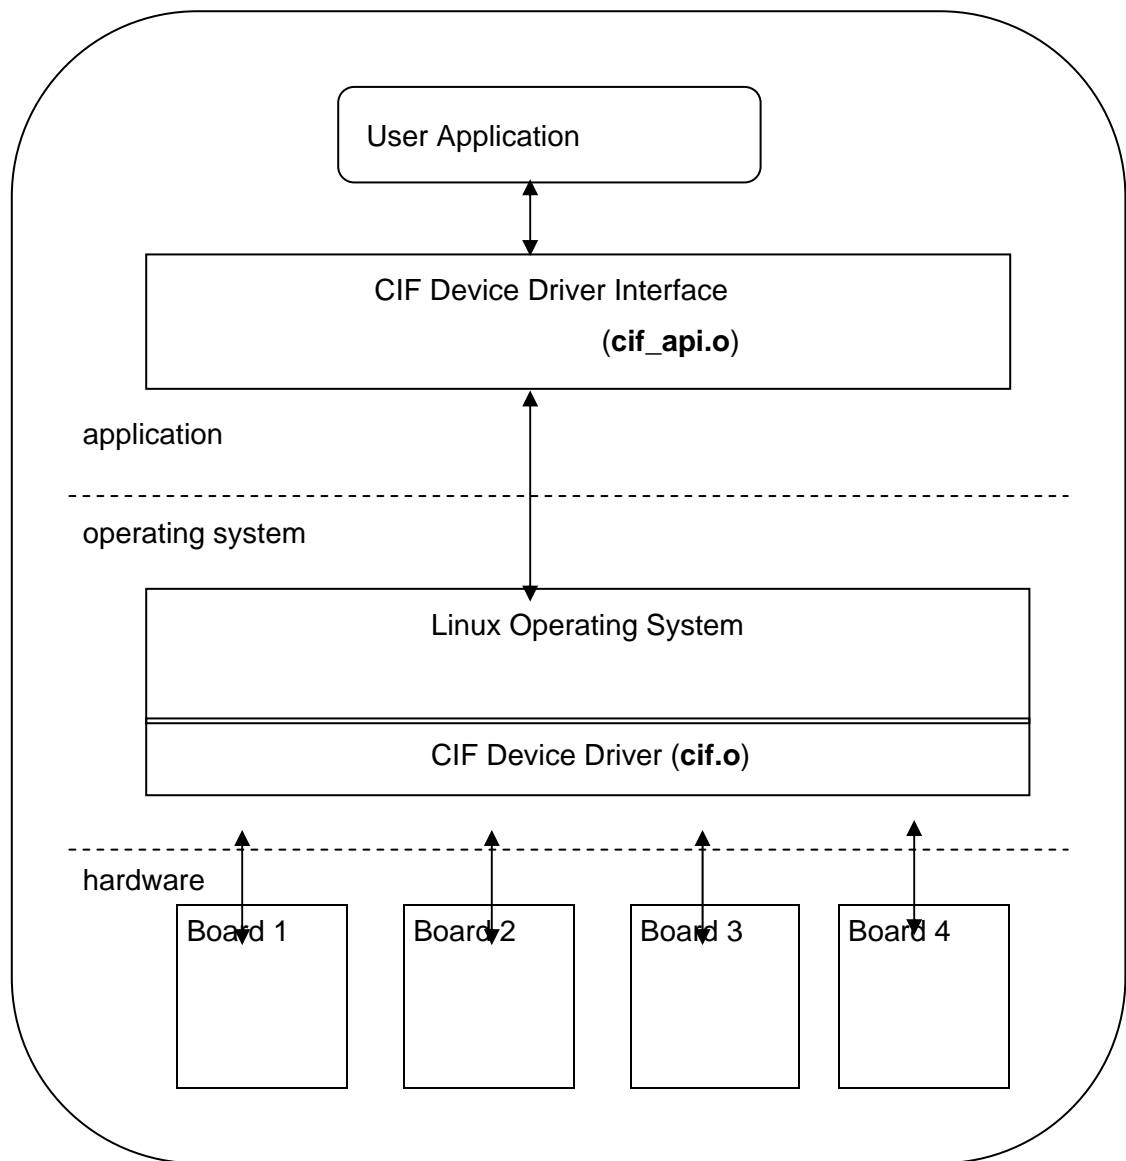 User Application
CIF Device Driver Interface
(cif_api.o)
application
operating system
Linux Operating System
CIF Device Driver (cif.o)
hardware
Board 1
Board 2
Board 3
Board 4